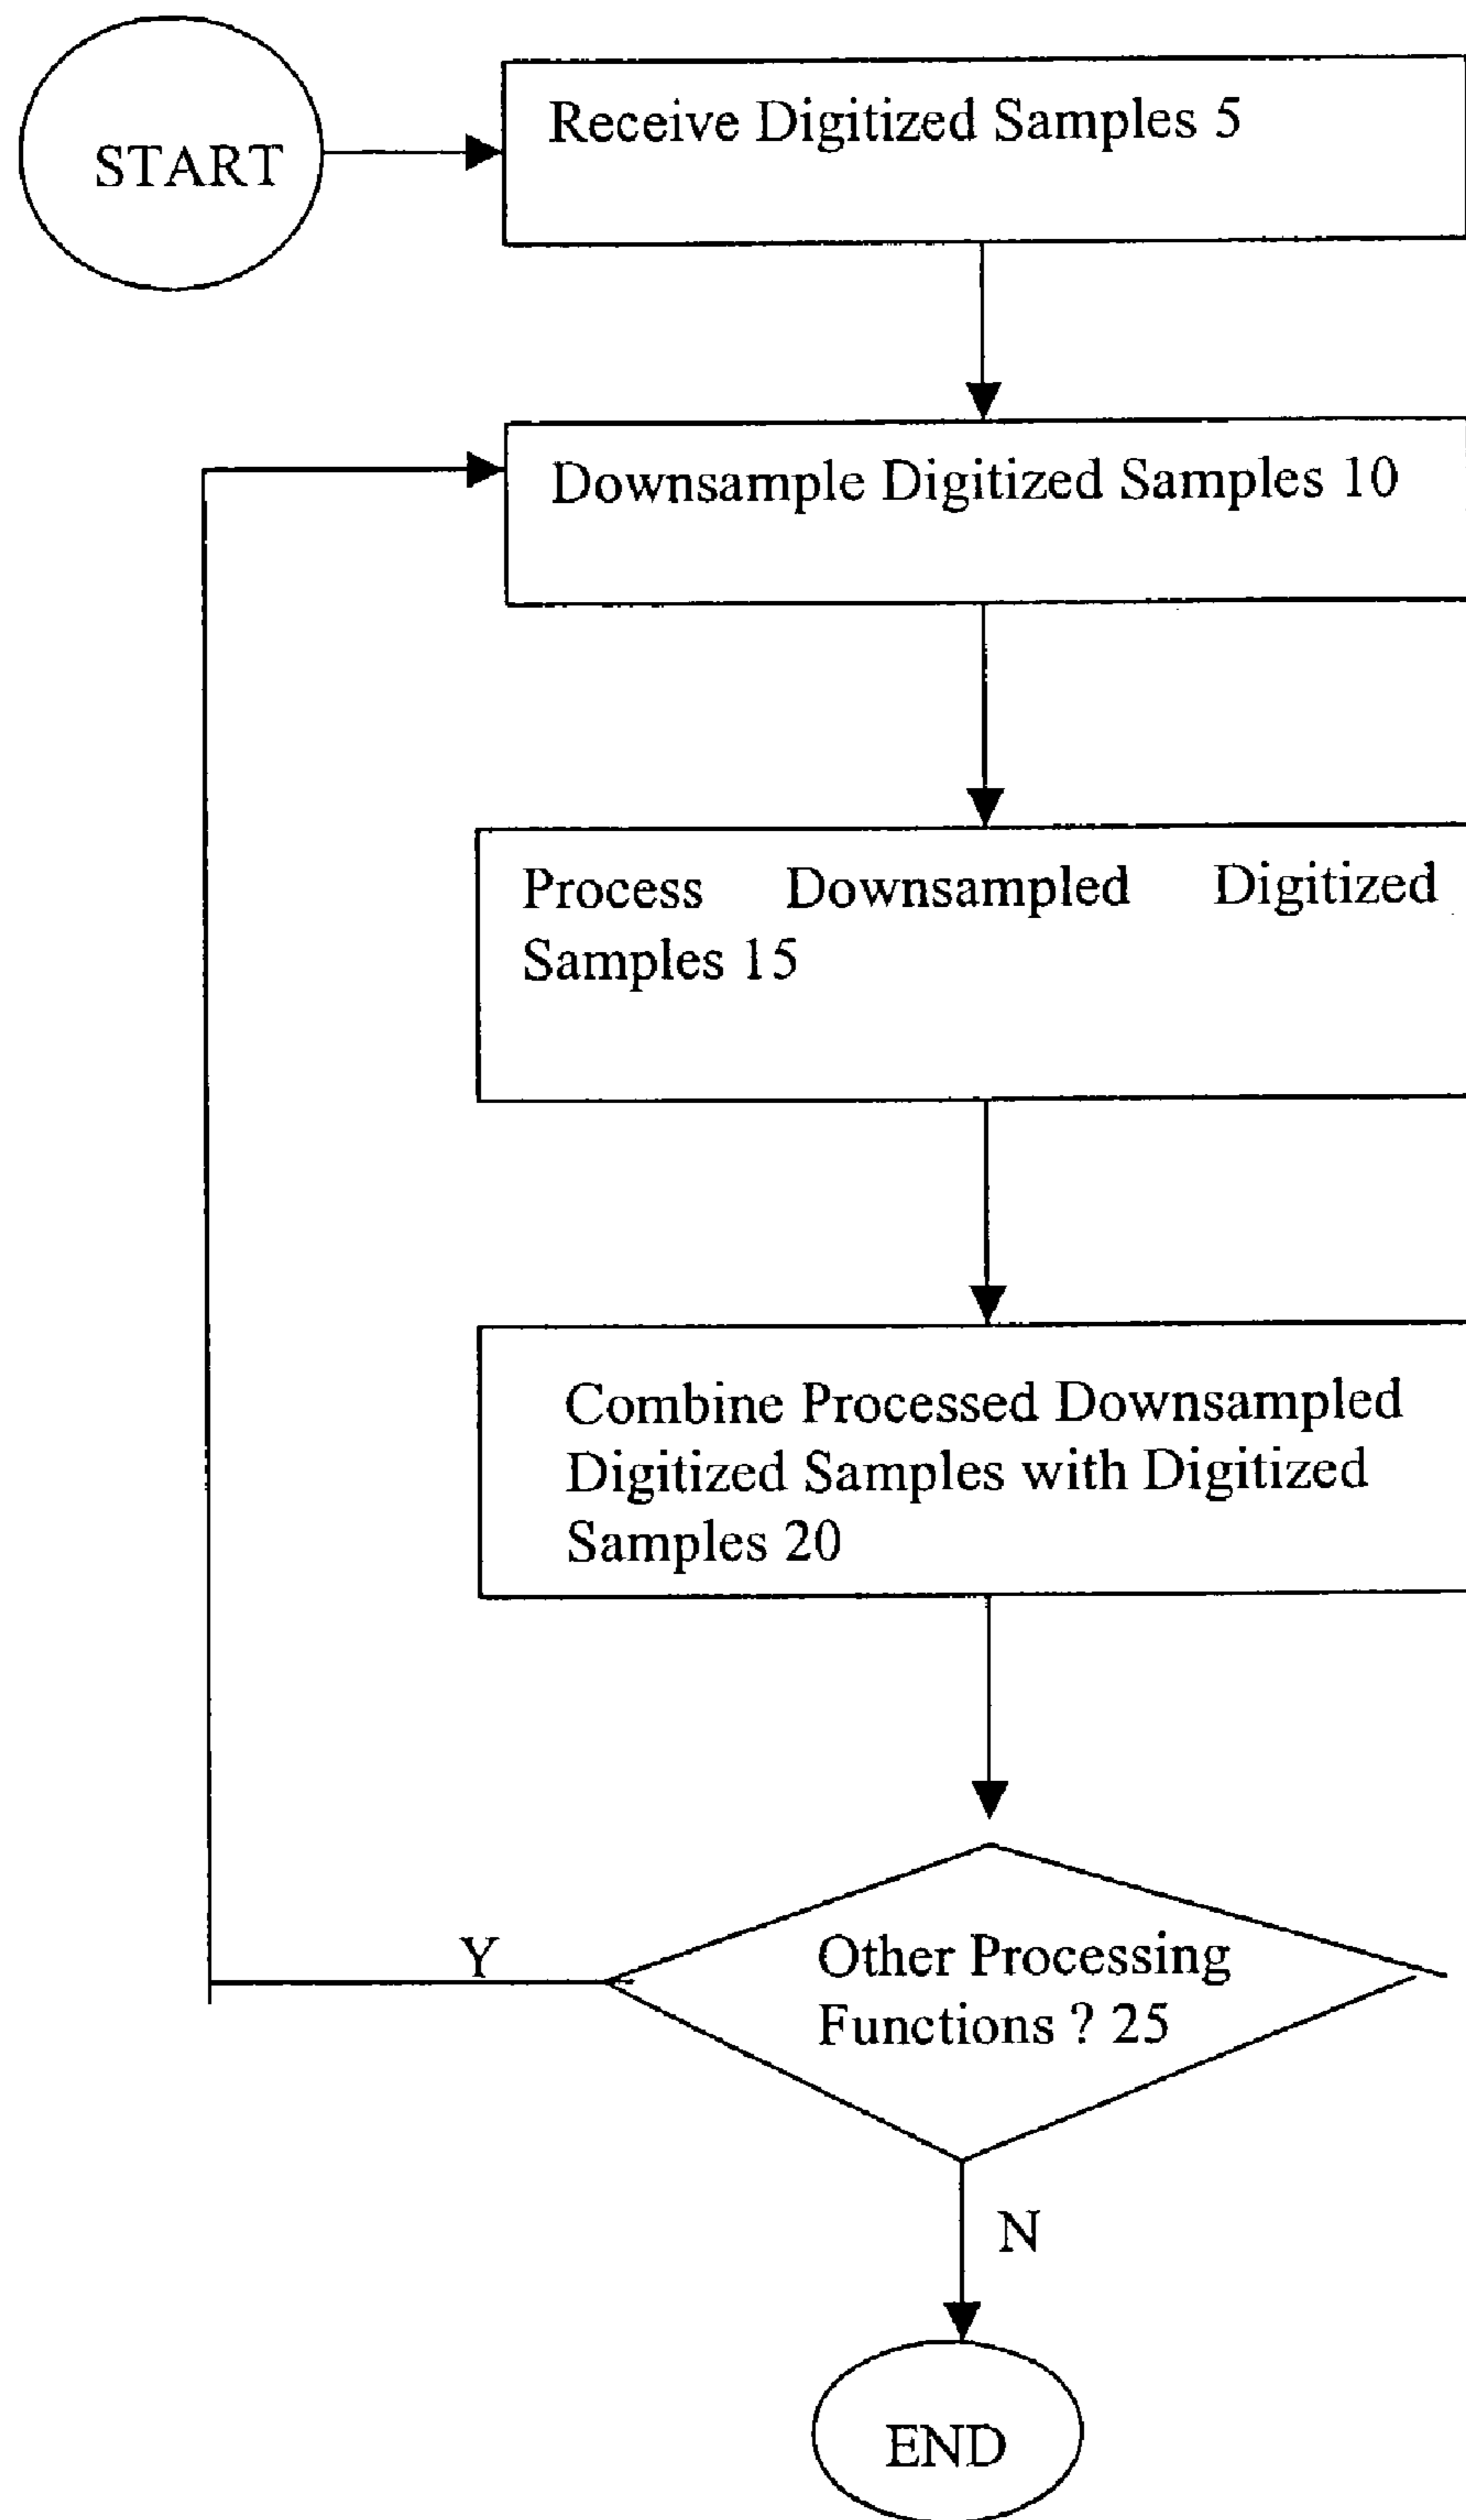 START
Receive Digitized Samples 5
Downsample Digitized Samples 10
Process Downsampled Digitized
Samples 15
Combine Processed Downsampled
Digitized Samples with Digitized
Samples 20
Other Processing
Functions ? 25
Y
N
END